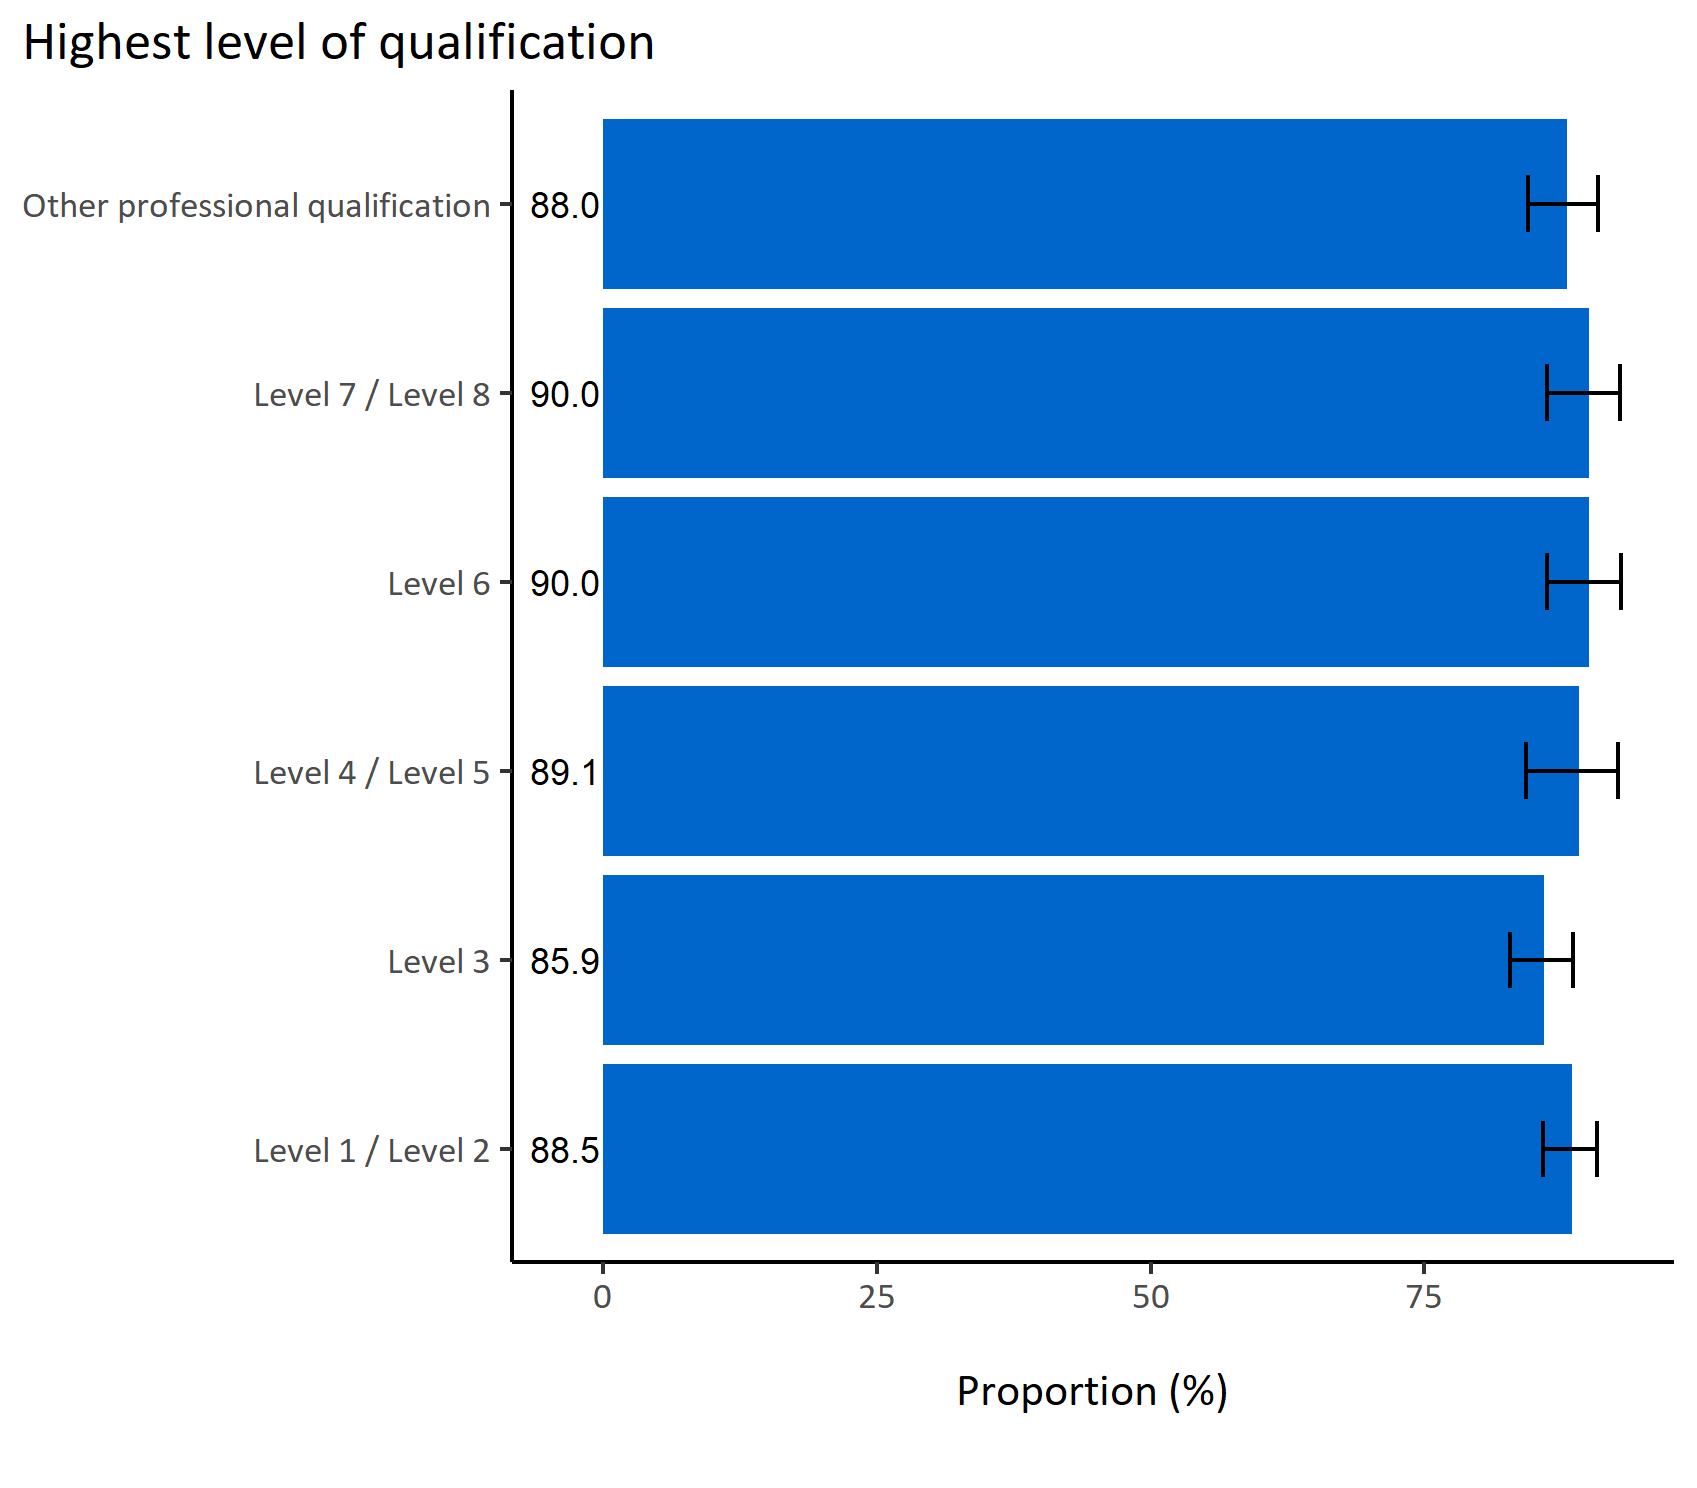 Highest level of qualification
Other professional qualification 88.0
Level 7 / Level 8 90.0
Level 6 90.0
Level 4 / Level 5 89.1
Level 3 85.9
Level 1 / Level 2 88.5
0 25 50 75
Proportion (%)